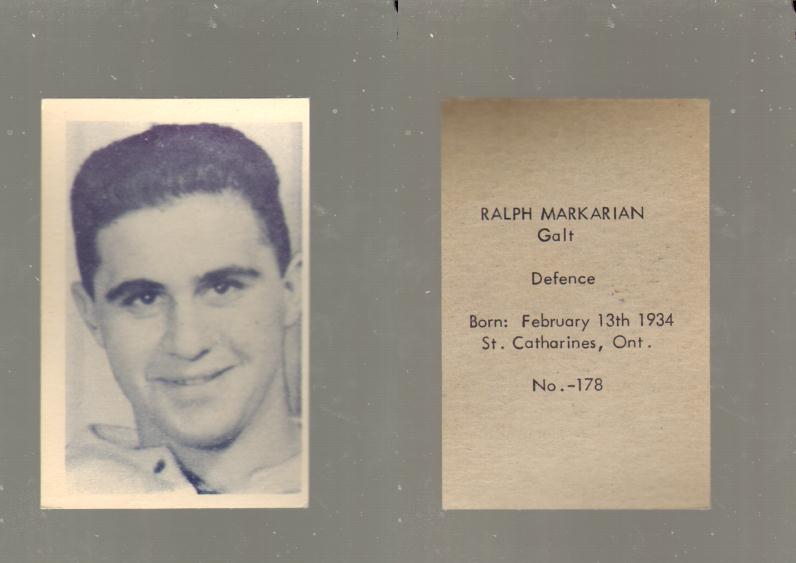 RALPH MARKARIAN
Galt
Defence
Born: February 13th 1934
St. Catharines, Ont.
No.-178